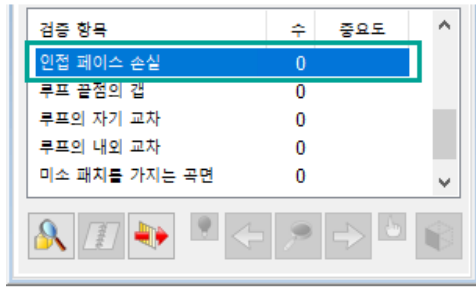 검증 항목 수 중요도
인접 페이스 손실 0
루프 끝점의 갭 0
루프의 자기 교차 0
루프의 내외 교차 0
미소 패치를 가지는 곡면 0